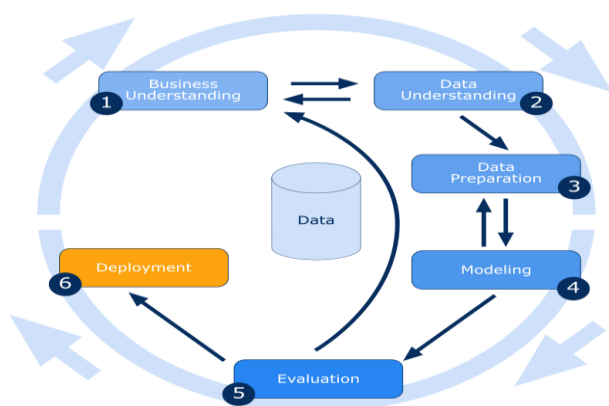 Business
Understanding
1
Data
Understanding
2
Data
Preparation
3
Data
Modeling
4
Deployment
6
Evaluation
5